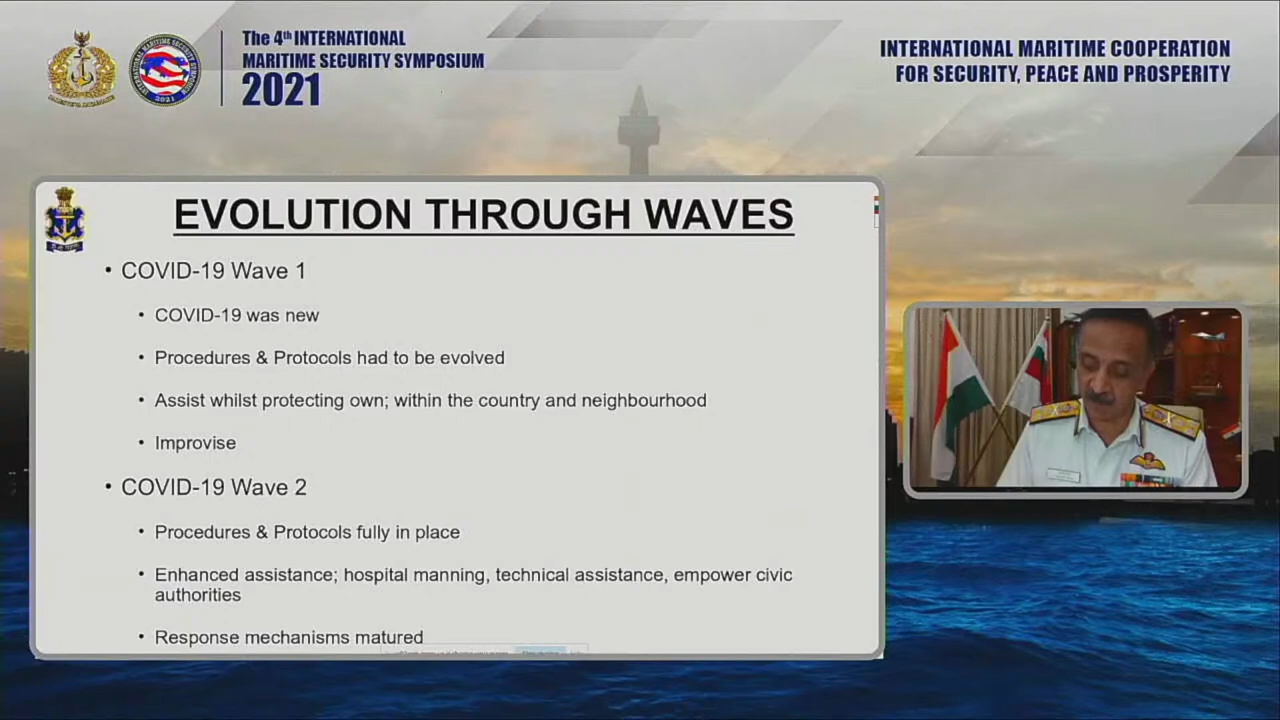 The 4th INTERNATIONAL
MARITIME SECURITY SYMPOSIUM
2021
INTERNATIONAL MARITIME COOPERATION
FOR SECURITY, PEACE AND PROSPERITY
EVOLUTION THROUGH WAVES
• COVID-19 Wave 1
• COVID-19 was new
• Procedures & Protocols had to be evolved
• Assist whilst protecting own; within the country and neighbourhood
• Improvise
• COVID-19 Wave 2
• Procedures & Protocols fully in place
• Enhanced assistance; hospital manning, technical assistance, empower civic
authorities
• Response mechanisms matured